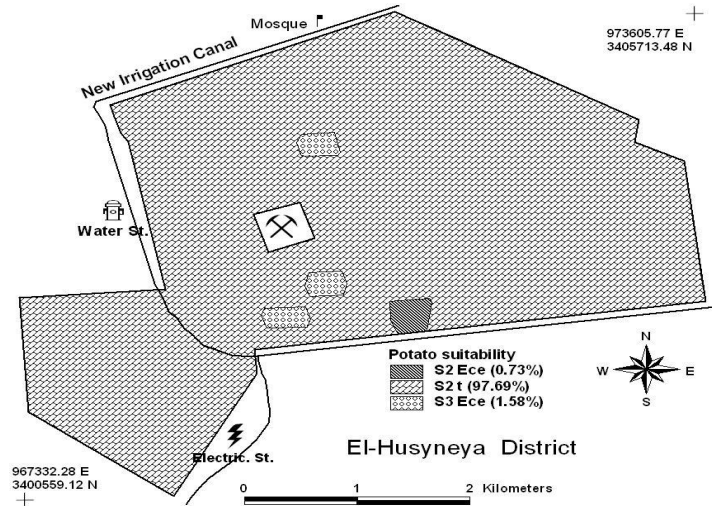 Mosque
973605.77 E
3405713.48 N
New Irrigation Canal
Water St.
Potato suitability
S2 Ece (0.73%)
S2 t (97.69%)
S3 Ece (1.58%)
N
W E
S
El-Husyneya District
Electric. St.
967332.28 E
3400559.12 N
0 1 2 Kilometers